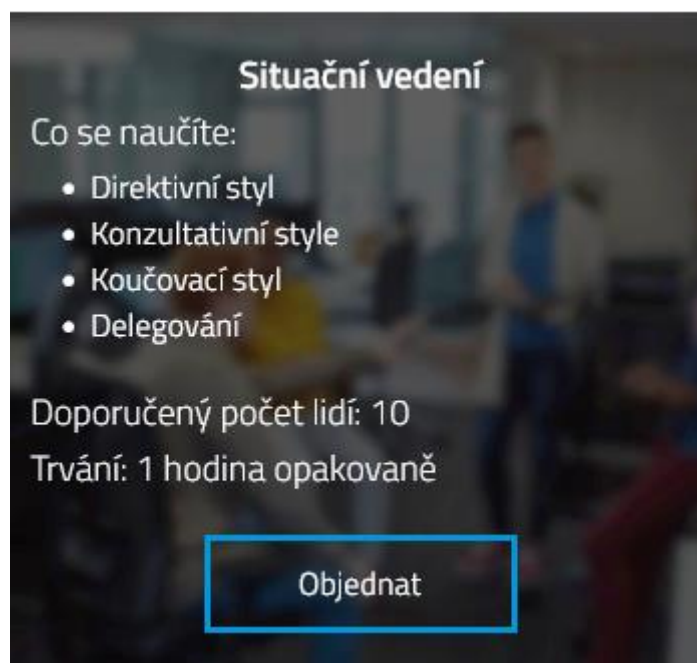 Situační vedení
Co se naučíte:
• Direktivní styl
• Konzultativní style
• Koučovací styl
• Delegování
Doporučený počet lidí: 10
Trvání: 1 hodina opakovaně
Objednat